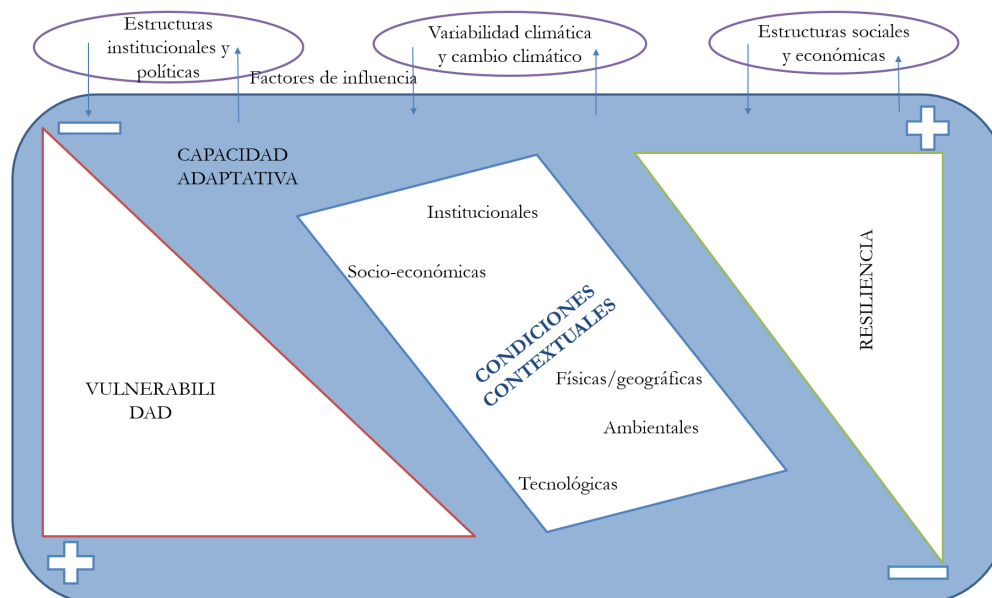 Estructuras
institucionales y
políticas
Variabilidad climática
y cambio climático
Estructuras sociales
y económicas
Factores de influencia
CAPACIDAD
ADAPTATIVA
Institucionales
Socio-económicas
CONDICIONES
CONTEXTUALES
Físicas/geográficas
Ambientales
Tecnológicas
VULNERABILI
DAD
RESILIENCIA